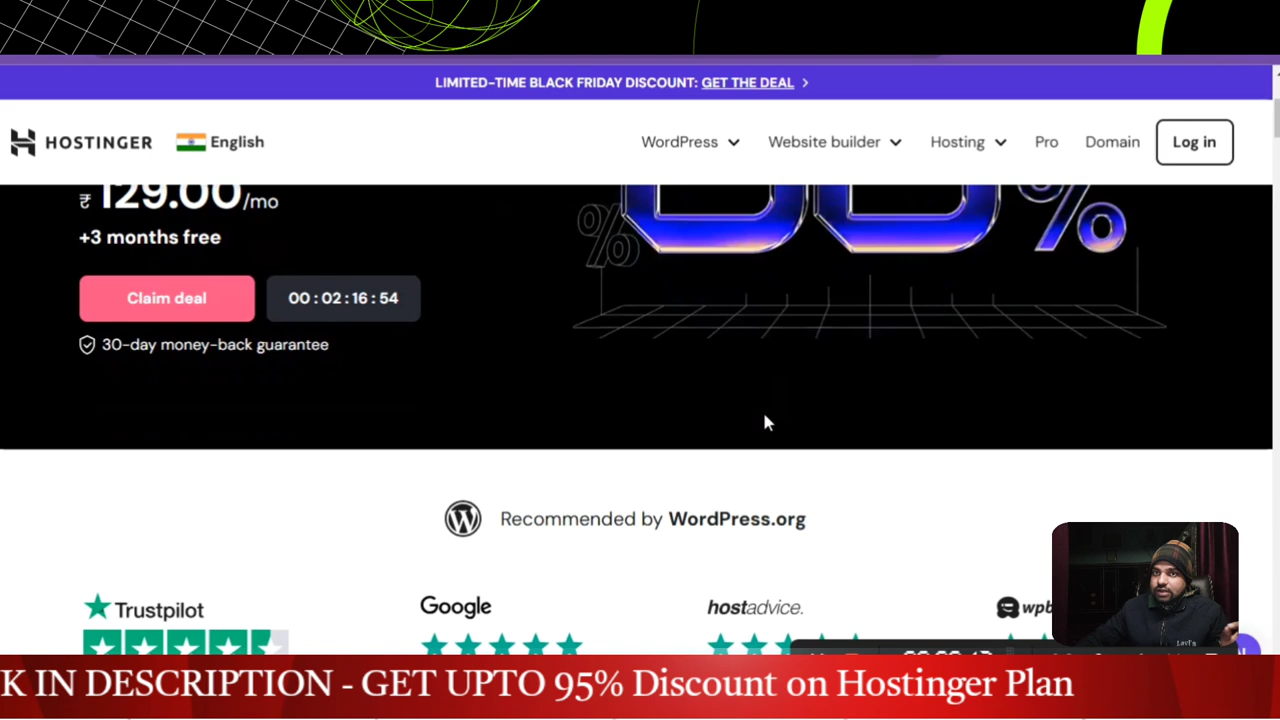 LIMITED-TIME BLACK FRIDAY DISCOUNT: GET THE DEAL
HOSTINGER English WordPress Website builder Hosting Pro Domain Log in
₹ 129.00/mo
%
+3 months free
Claim deal 00 : 02 : 16 : 54
30-day money-back guarantee
Recommended by WordPress.org
Trustpilot Google hostadvice. wpb
K IN DESCRIPTION - GET UPTO 95% Discount on Hostinger Plan